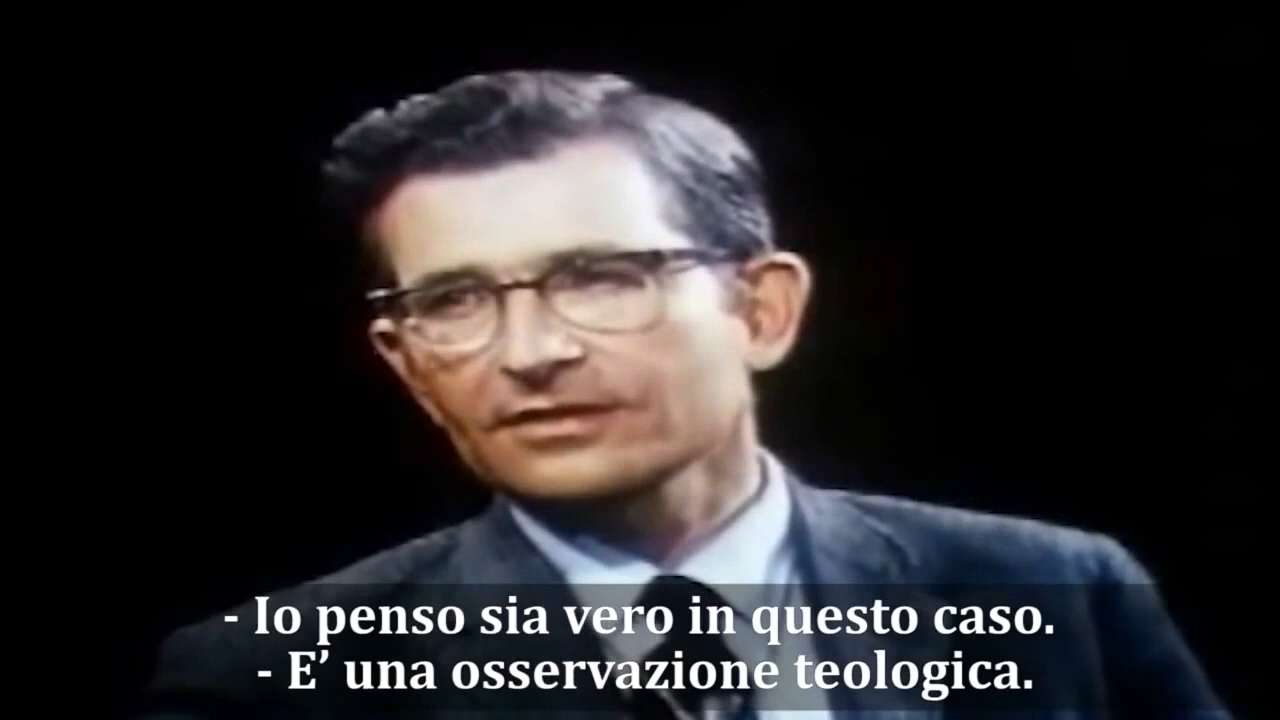 - Io penso sia vero in questo caso.
- E’ una osservazione teologica.